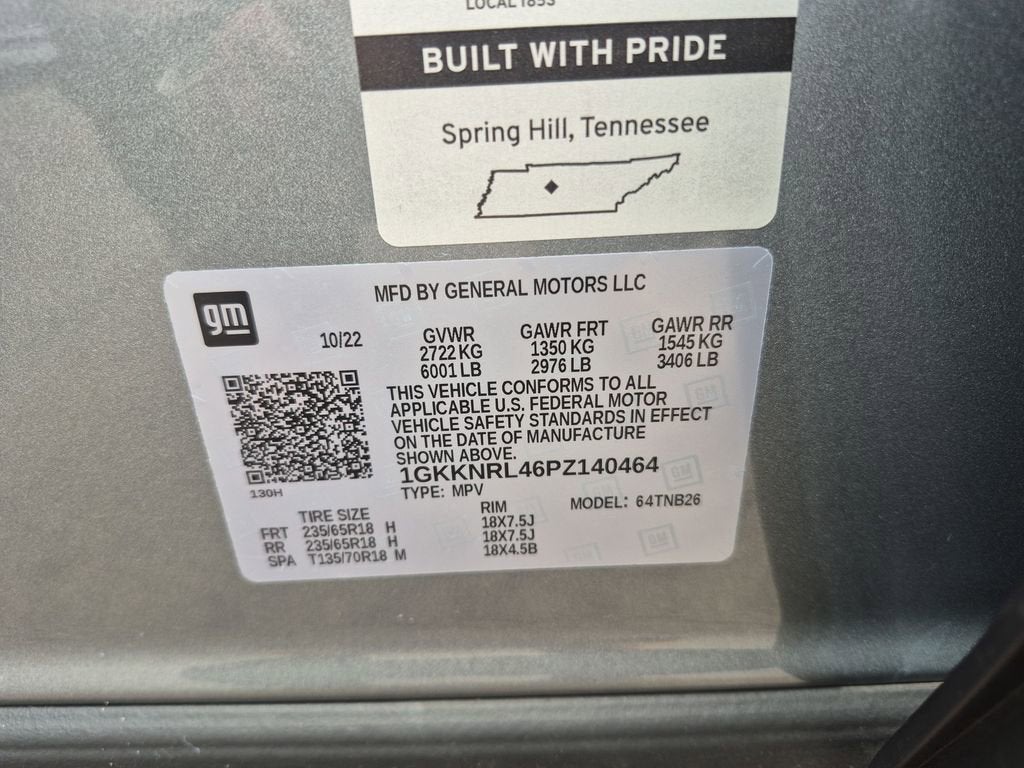 LOCAL 1853
BUILT WITH PRIDE
Spring Hill, Tennessee
gm
MFD BY GENERAL MOTORS LLC
10/22
GVWR GAWR FRT GAWR RR
2722 KG 1350 KG 1545 KG
6001 LB 2976 LB 3406 LB
THIS VEHICLE CONFORMS TO ALL
APPLICABLE U.S. FEDERAL MOTOR
VEHICLE SAFETY STANDARDS IN EFFECT
ON THE DATE OF MANUFACTURE
SHOWN ABOVE.
1GKKNRL46PZ140464
130H
TYPE: MPV
MODEL: 64TNB26
TIRE SIZE RIM
FRT 235/65R18 H 18X7.5J
RR 235/65R18 H 18X7.5J
SPA T135/70R18 M 18X4.5B